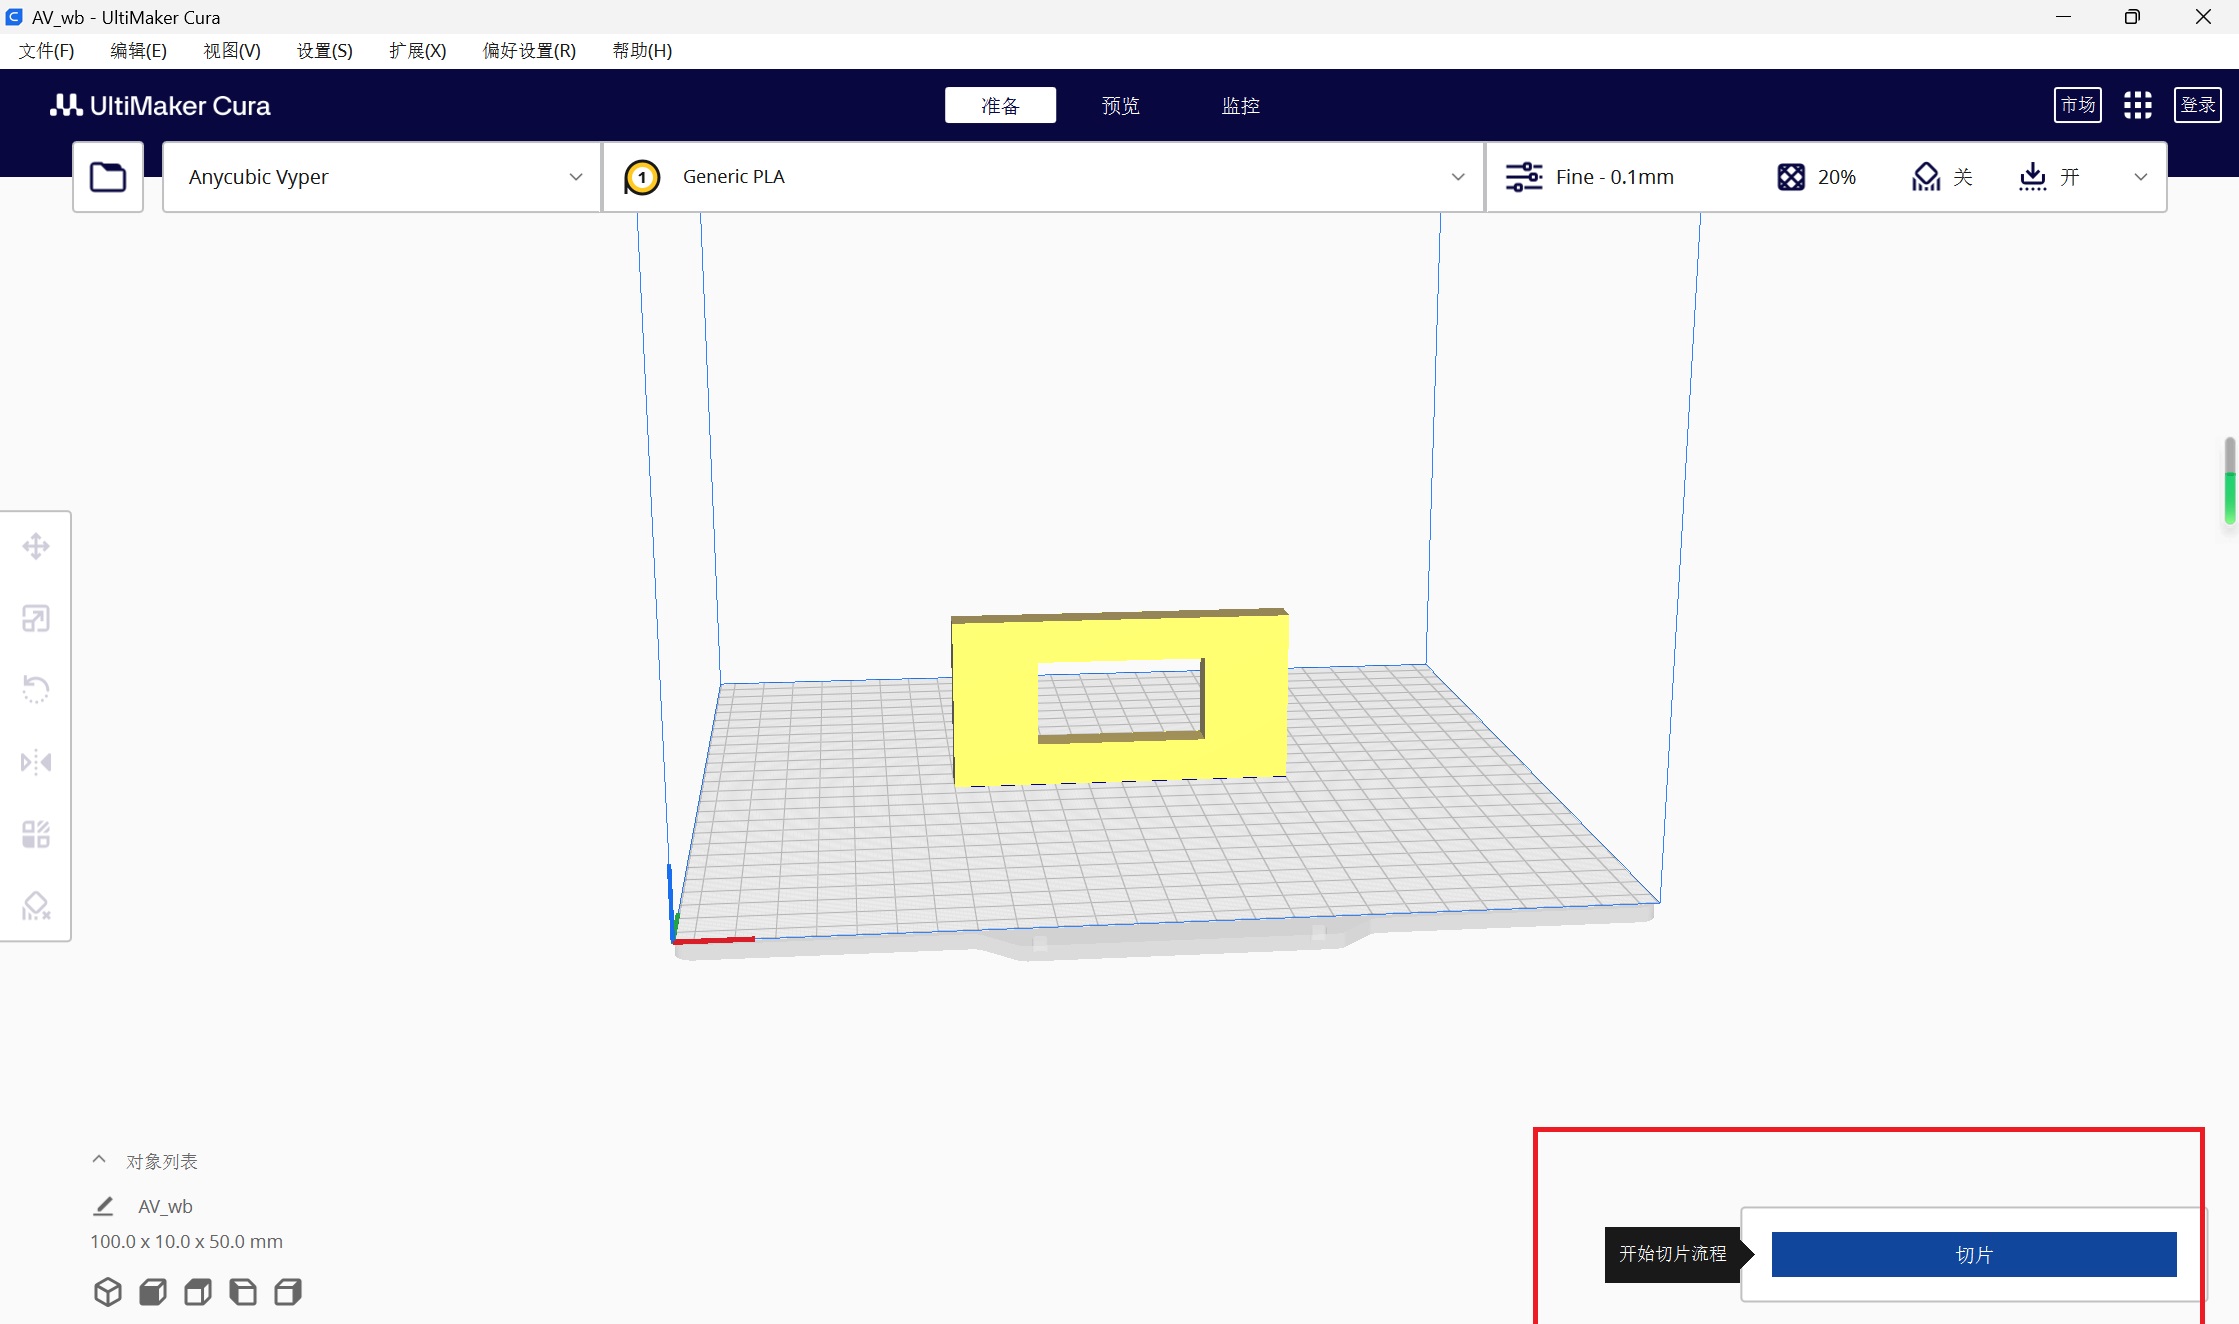 AV_wb - UltiMaker Cura
文件(F) 编辑(E) 视图(V) 设置(S) 扩展(X) 偏好设置(R) 帮助(H)
UltiMaker Cura 准备 预览 监控 市场 登录
Anycubic Vyper 1 Generic PLA Fine - 0.1mm 20% 关 开
对象列表
AV_wb
100.0 x 10.0 x 50.0 mm
开始切片流程 切片